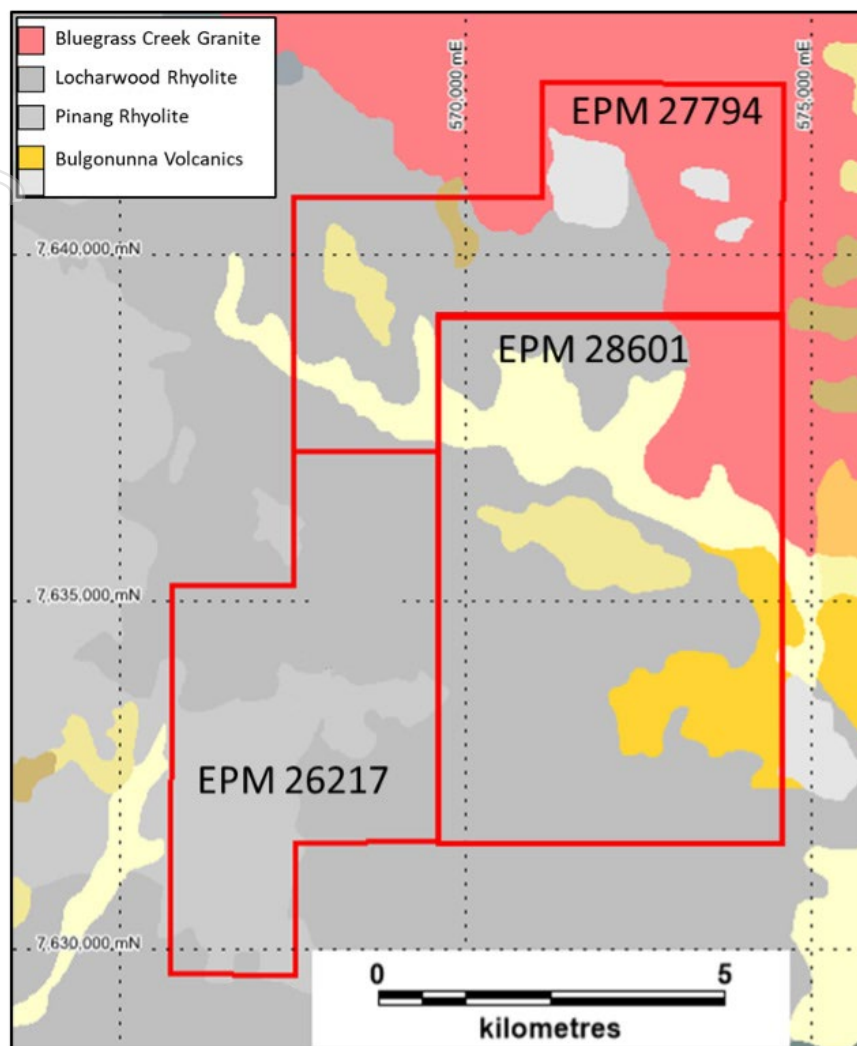 Bluegrass Creek Granite
Locharwood Rhyolite
Pinang Rhyolite
Bulgonunna Volcanics
570,000 mE
575,000 mE
EPM 27794
7,640,000 mN
EPM 28601
7,635,000 mN
EPM 26217
7,630,000 mN
0 5
kilometres